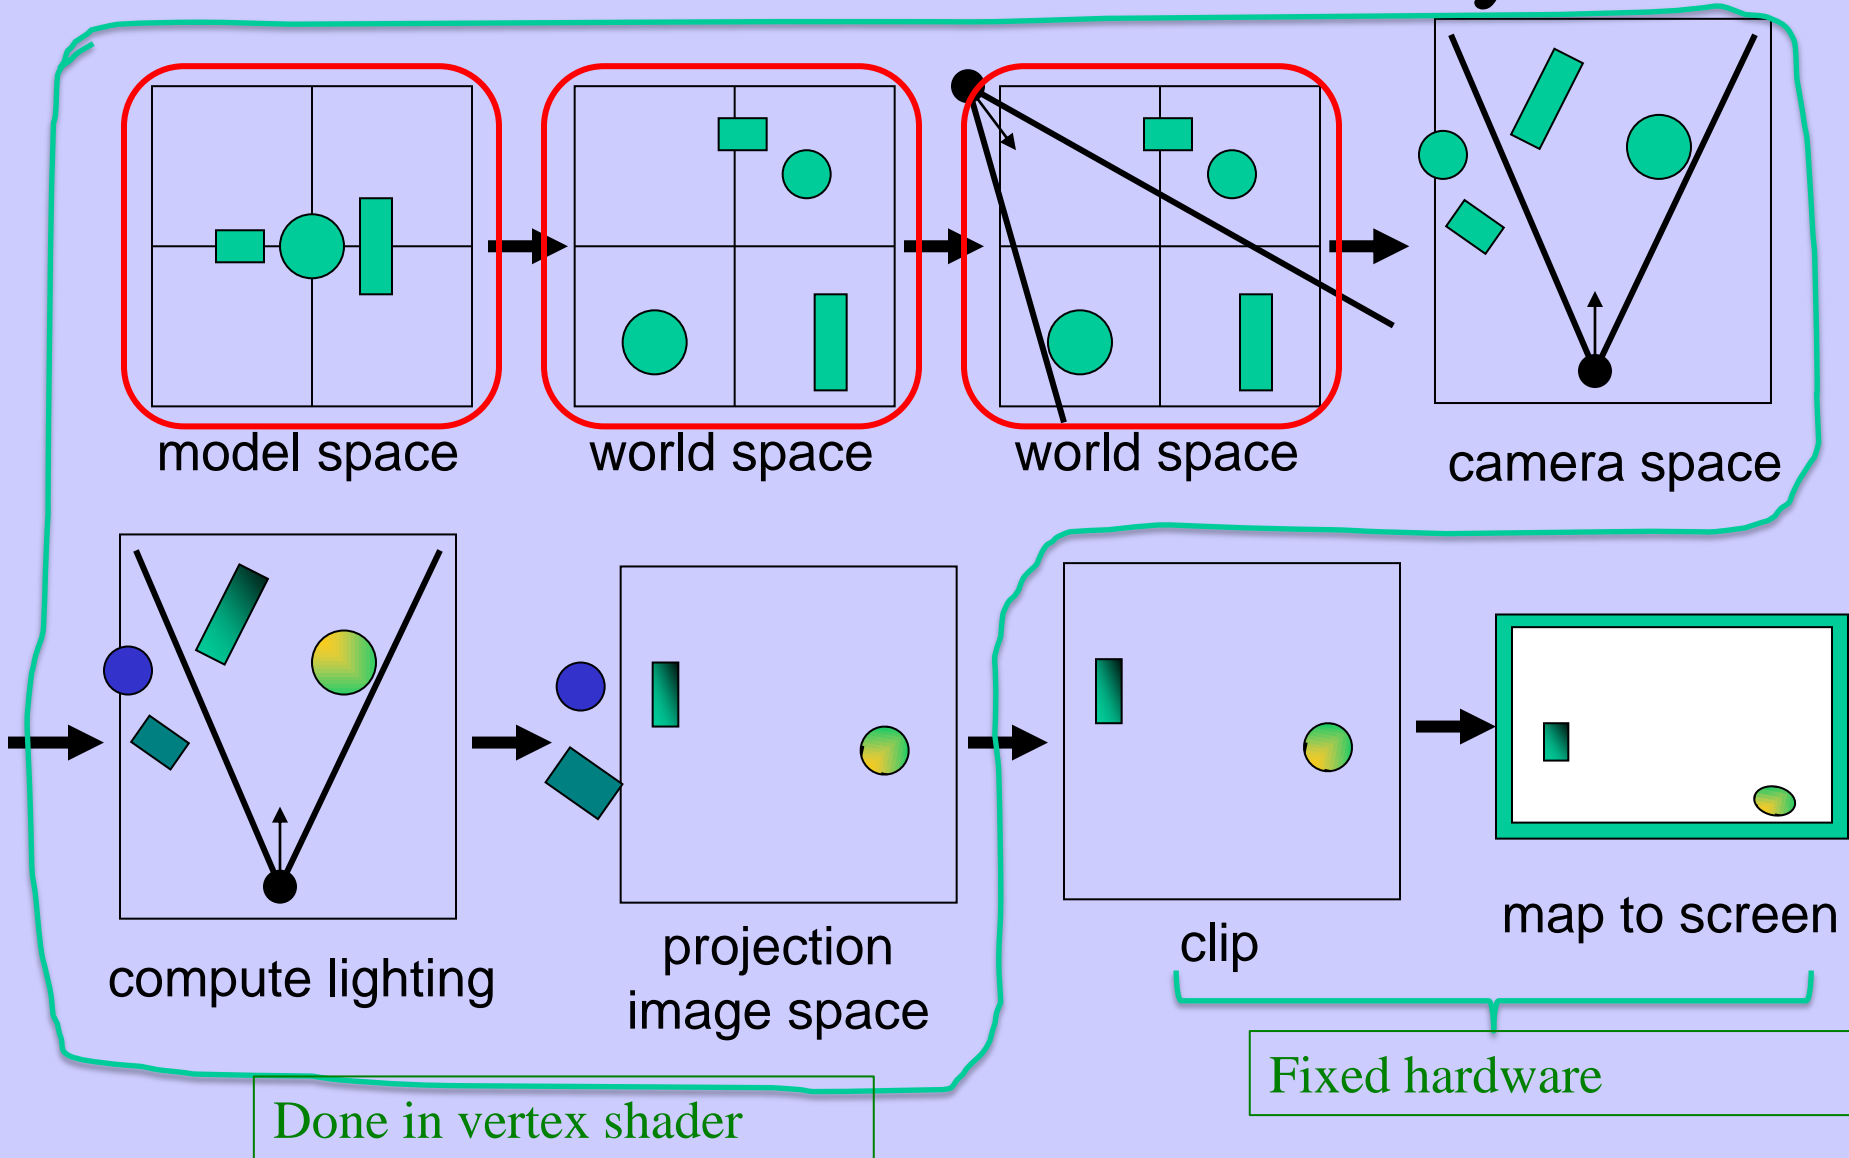 model space
world space
world space
camera space
compute lighting
projection
image space
clip
map to screen
Done in vertex shader
Fixed hardware